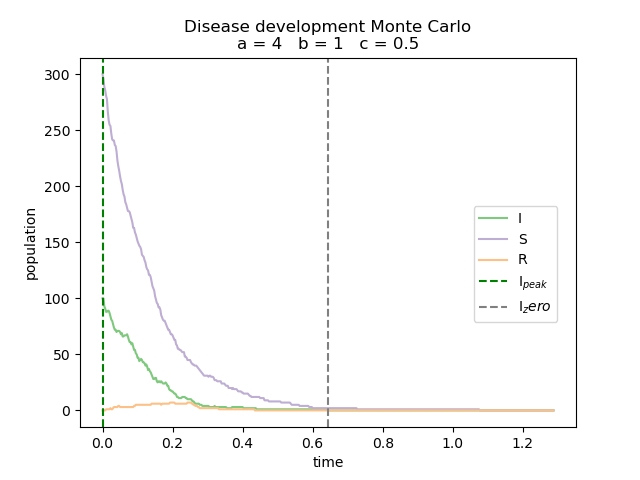 Disease development Monte Carlo
a = 4 b = 1 c = 0.5
300
250
200
150
100
50
0
population
I
S
R
I_peak
I_zero
0.0 0.2 0.4 0.6 0.8 1.0 1.2
time